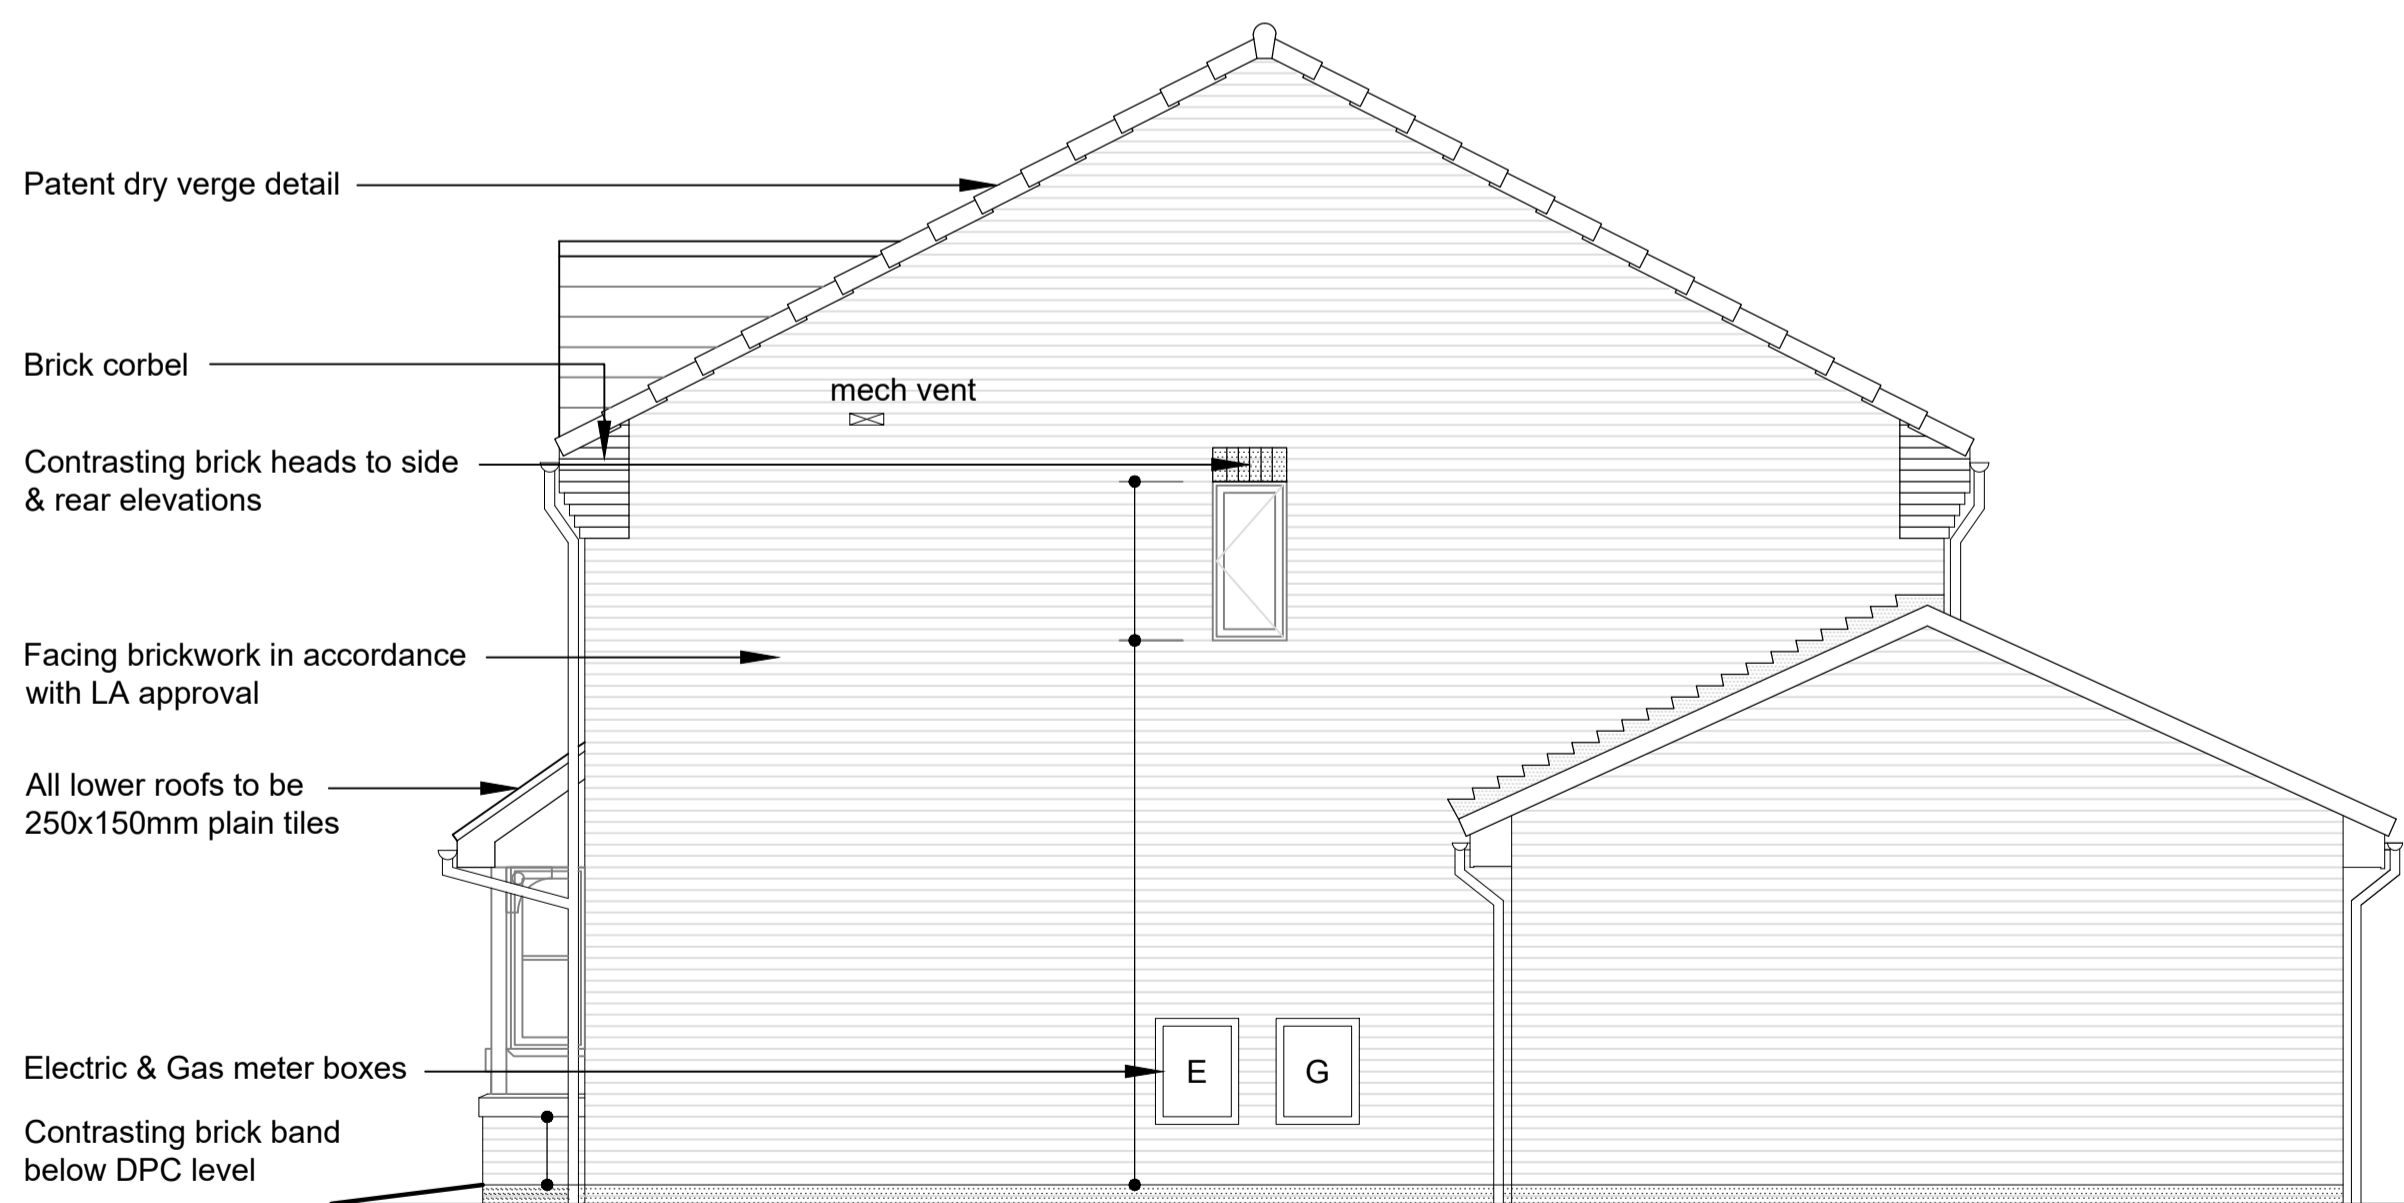 Patent dry verge detail
Brick corbel
mech vent
Contrasting brick heads to side
& rear elevations
Facing brickwork in accordance
with LA approval
All lower roofs to be
250x150mm plain tiles
Electric & Gas meter boxes
E
G
Contrasting brick band
below DPC level